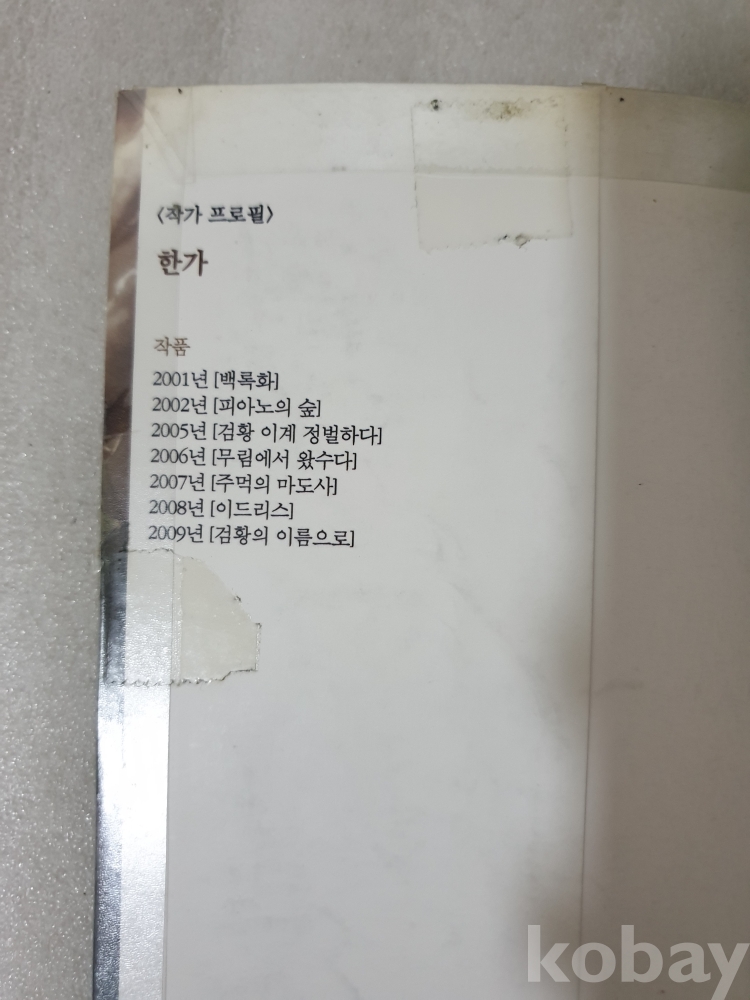 〈작가 프로필〉
한가
작품
2001년 [백록화]
2002년 [피아노의 숲]
2005년 [검황 이계 정벌하다]
2006년 [무림에서 왔수다]
2007년 [주먹의 마도사]
2008년 [이드리스]
2009년 [검황의 이름으로]
kobay